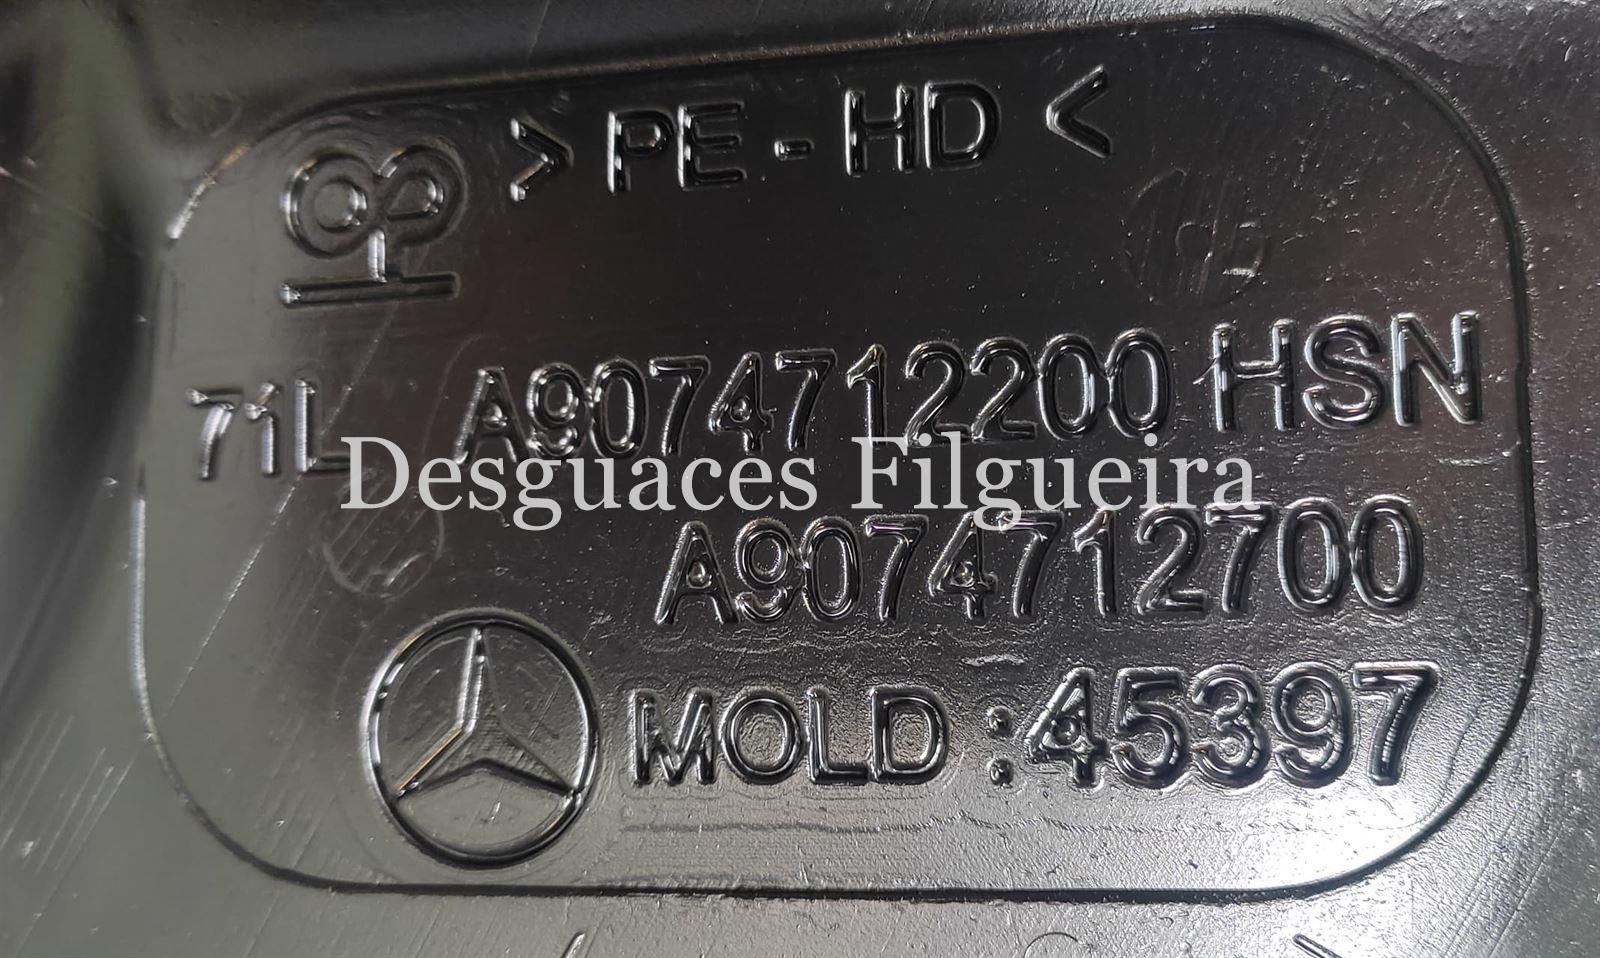 > PE - HD <
71L A9074712200 HSN
Desguaces Filgueira
A9074712700
MOLD :45397